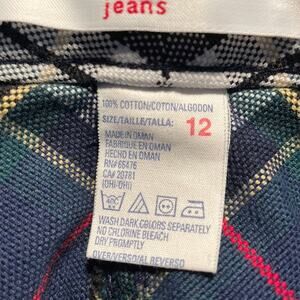 jeans
100% COTTON/COTON/ALGODON
SIZE/TAILLE/TALLA: 12
MADE IN OMAN
FABRIQUE EN OMAN
HECHO EN OMAN
RN# 66476
CA# 20781
(OHI/OHI)
WASH DARK COLORS SEPARATELY
NO CHLORINE BLEACH
DRY PROMPTLY
OVER/VERSO/AL REVERSO